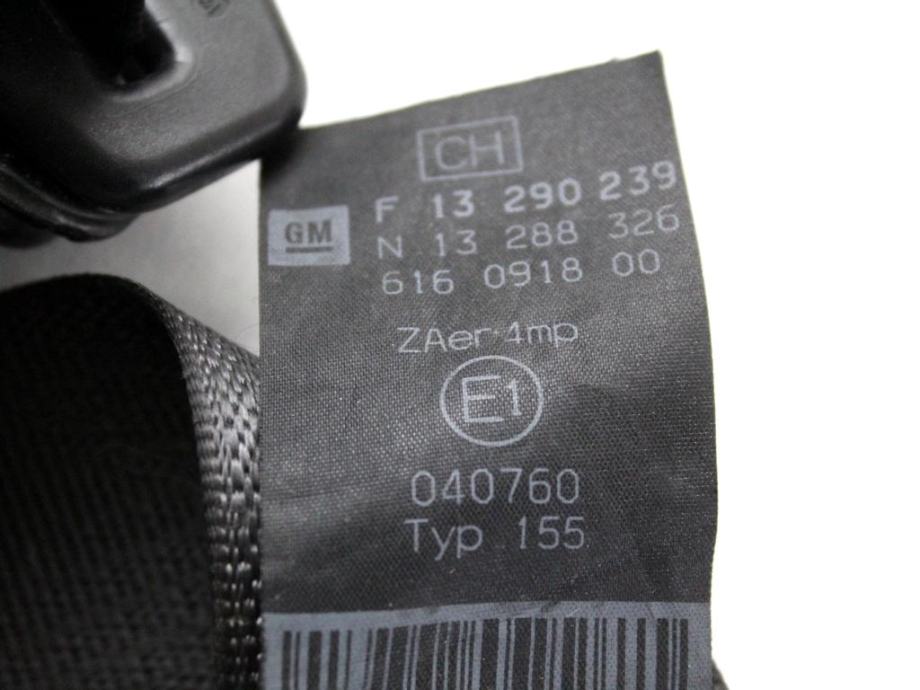 CH
F 13 290 239
GM
N 13 288 326
616 0918 00
ZAer 4mp
E1
040760
Typ 155